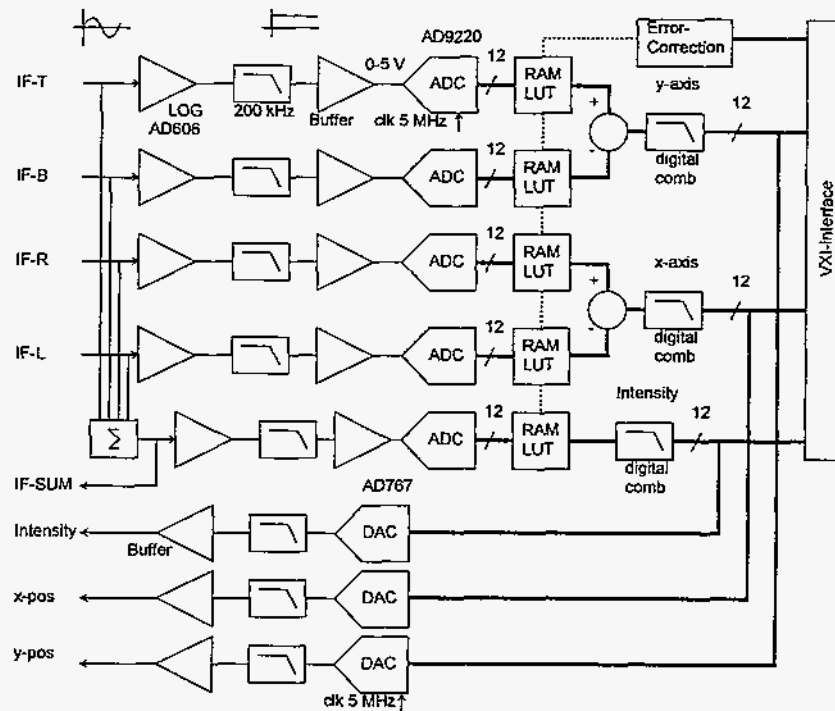 AD9220
Error-
Correction
0-5 V
12
IF-T
ADC
RAM
LUT
y-axis
LOG
AD606
200 kHz
Buffer
clk 5 MHz
+
-
12
digital
comb
IF-B
ADC
12
RAM
LUT
VXI-Interface
IF-R
ADC
12
RAM
LUT
x-axis
+
-
12
digital
comb
IF-L
ADC
12
RAM
LUT
Intensity
Σ
ADC
12
RAM
LUT
12
digital
comb
IF-SUM
AD767
Intensity
Buffer
DAC
x-pos
DAC
y-pos
DAC
clk 5 MHz